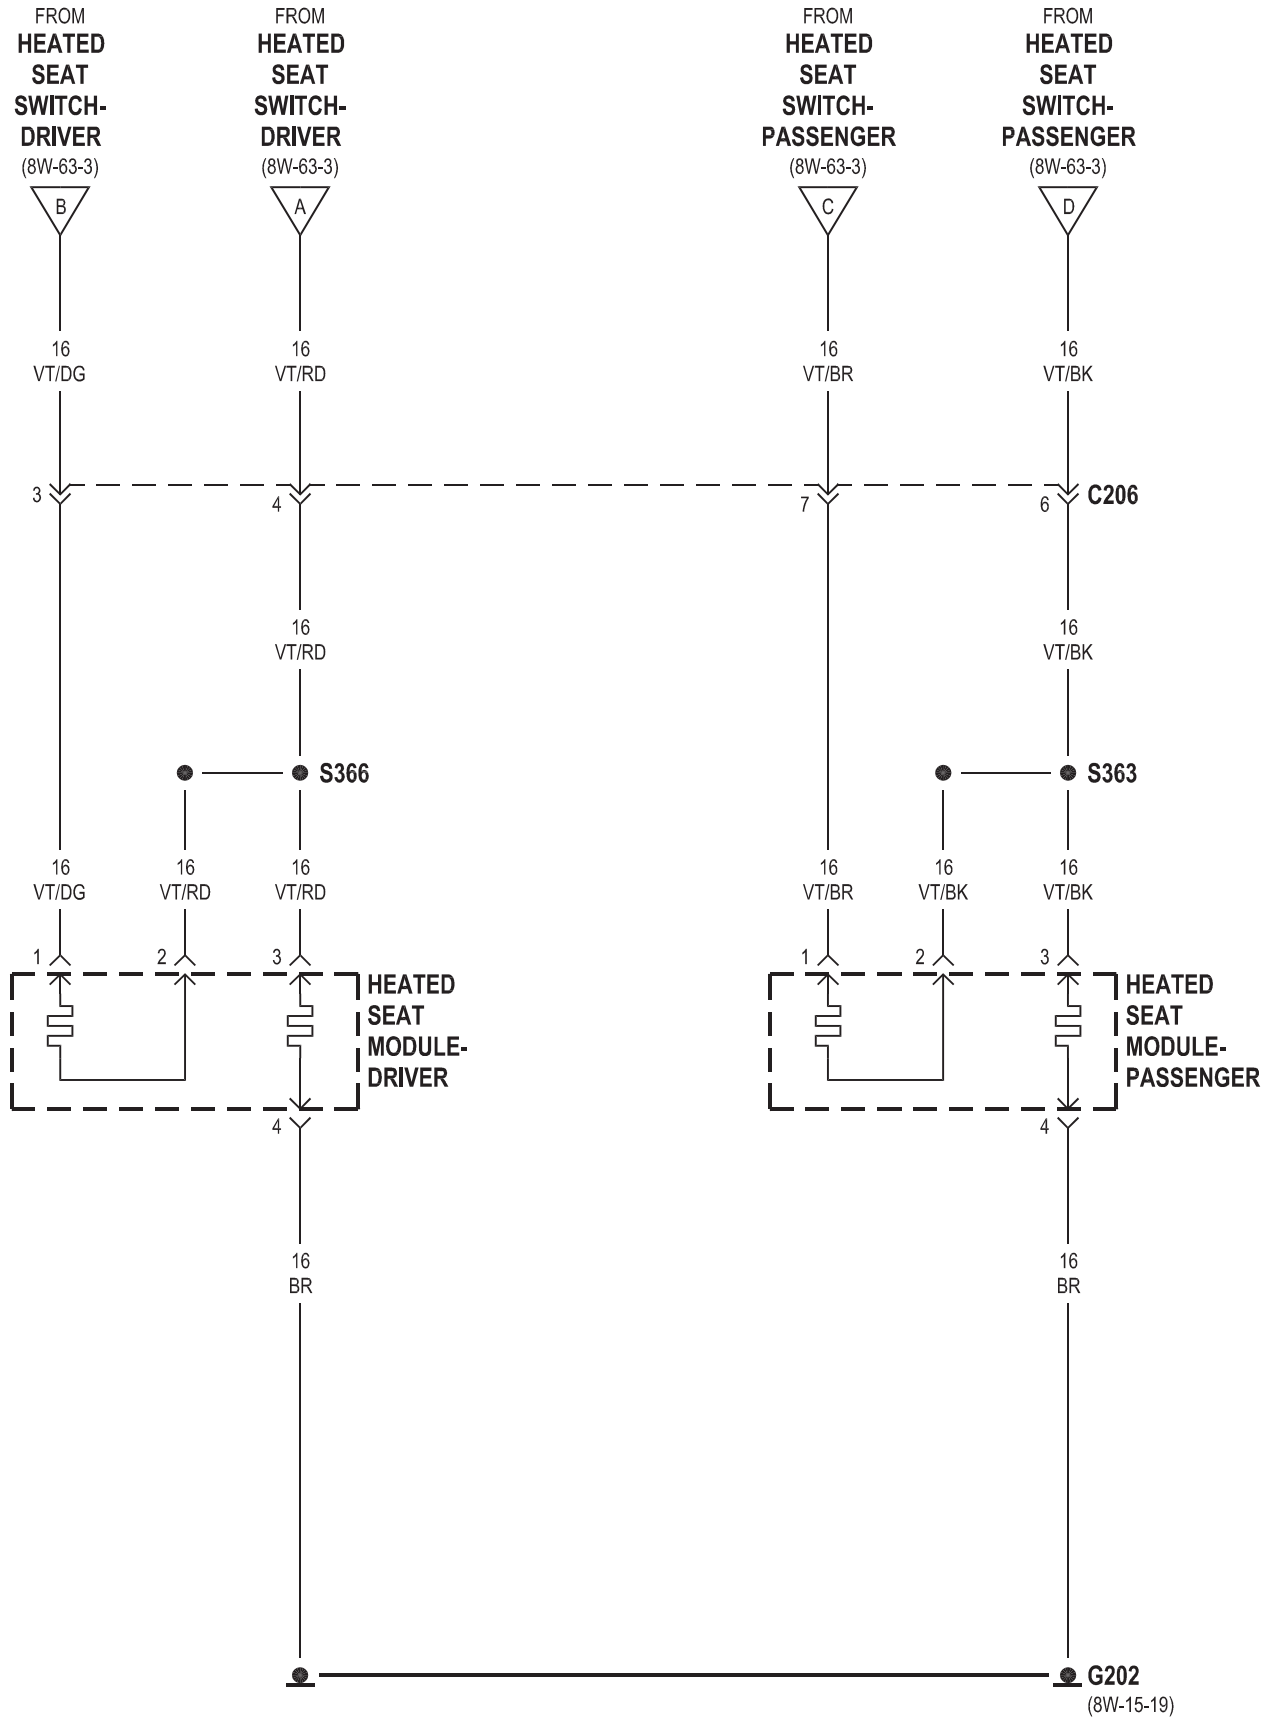 FROM
HEATED
SEAT
SWITCH-
DRIVER
(8W-63-3)
B
FROM
HEATED
SEAT
SWITCH-
DRIVER
(8W-63-3)
A
FROM
HEATED
SEAT
SWITCH-
PASSENGER
(8W-63-3)
C
FROM
HEATED
SEAT
SWITCH-
PASSENGER
(8W-63-3)
D
16
VT/DG
16
VT/RD
16
VT/BR
16
VT/BK
3
4
7
6
C206
16
VT/RD
16
VT/BK
S366
S363
16
VT/DG
16
VT/RD
16
VT/RD
16
VT/BR
16
VT/BK
16
VT/BK
1
2
3
HEATED
SEAT
MODULE-
DRIVER
4
1
2
3
HEATED
SEAT
MODULE-
PASSENGER
4
16
BR
16
BR
G202
(8W-15-19)